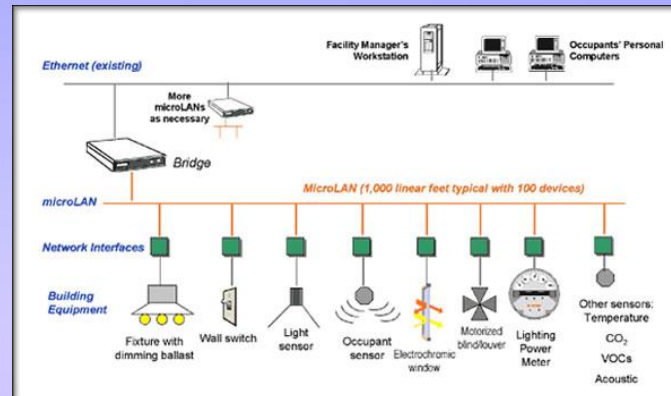 Facility Manager's
Workstation
Occupants' Personal
Computers
Ethernet (existing)
More
microLANs
as necessary
Bridge
MicroLAN (1,000 linear feet typical with 100 devices)
microLAN
Network Interfaces
Building
Equipment
Fixture with
dimming ballast
Wall switch
Light
sensor
Occupant
sensor
Electrochromic
window
Motorized
blind/louver
Lighting
Power
Meter
Other sensors:
Temperature
CO₂
VOCs
Acoustic